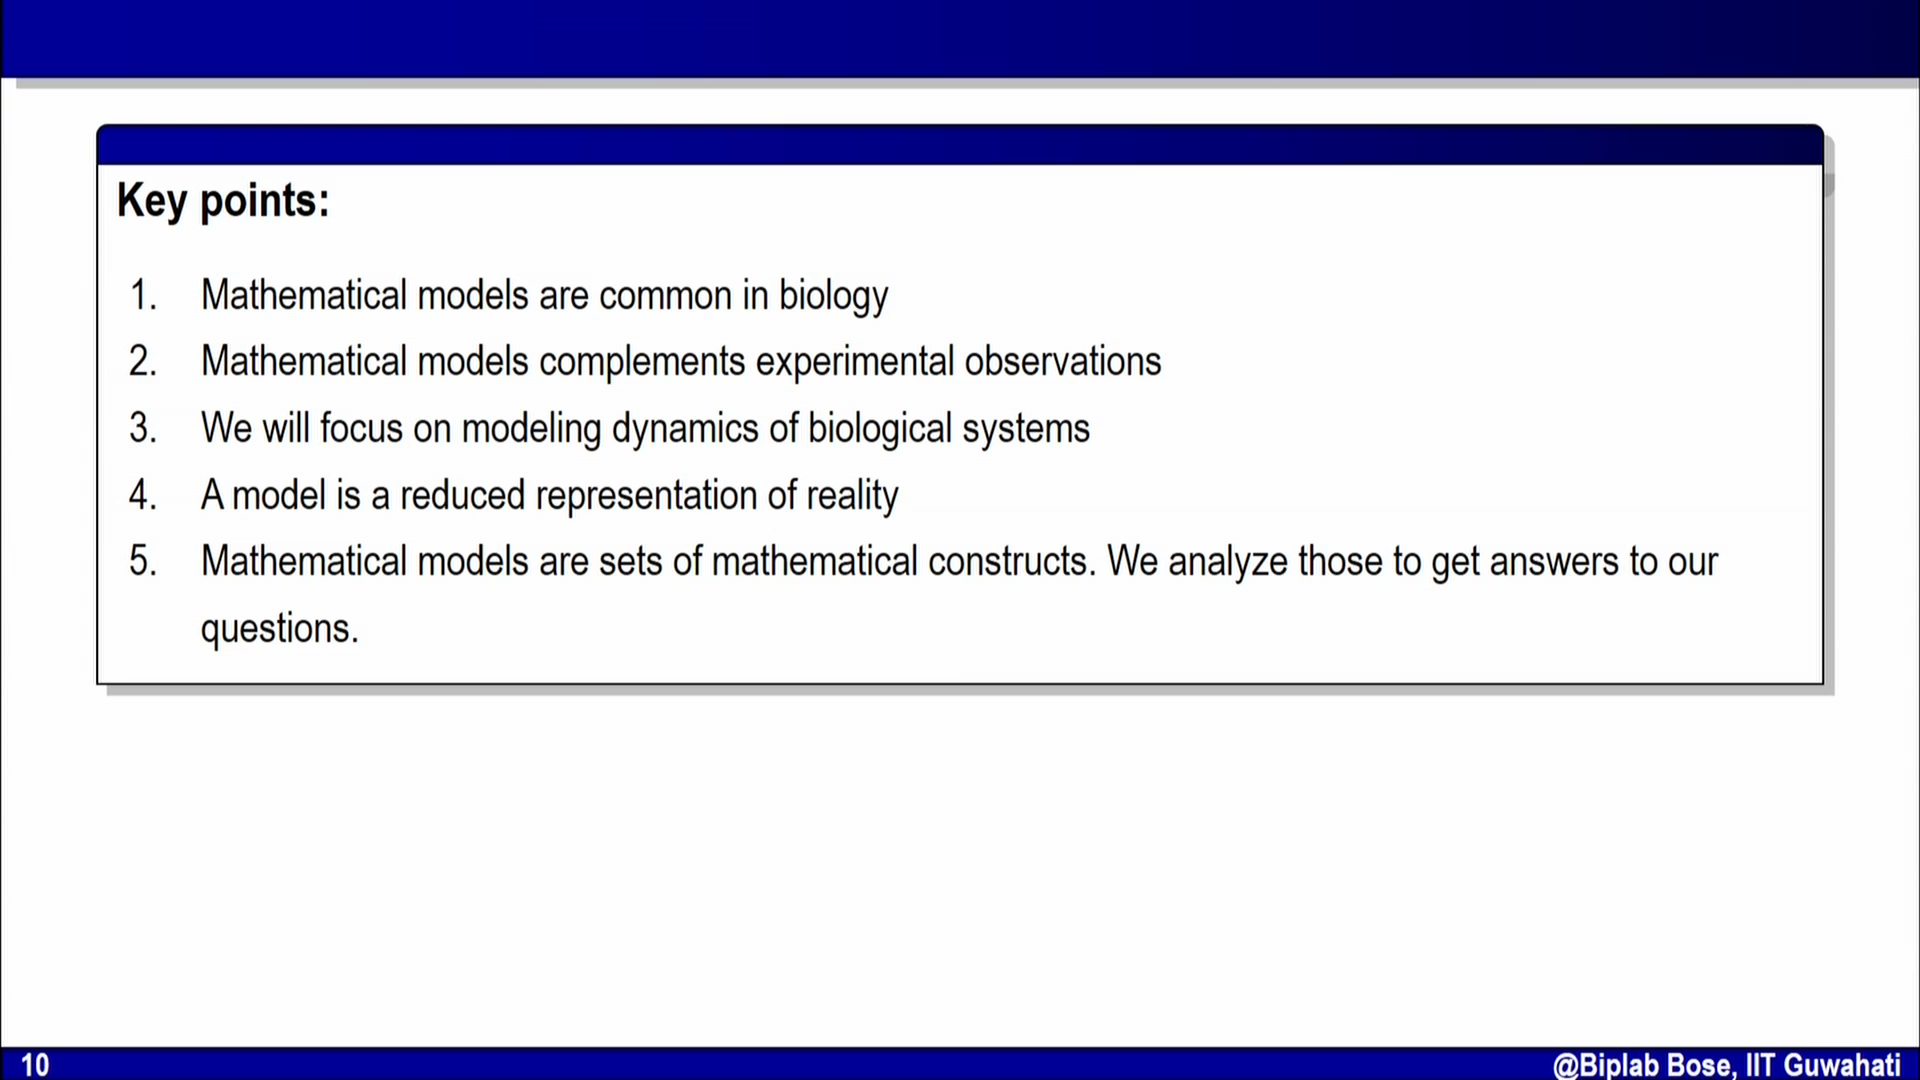 Key points:
1. Mathematical models are common in biology
2. Mathematical models complements experimental observations
3. We will focus on modeling dynamics of biological systems
4. A model is a reduced representation of reality
5. Mathematical models are sets of mathematical constructs. We analyze those to get answers to our
questions.
10
@Biplab Bose, IIT Guwahati